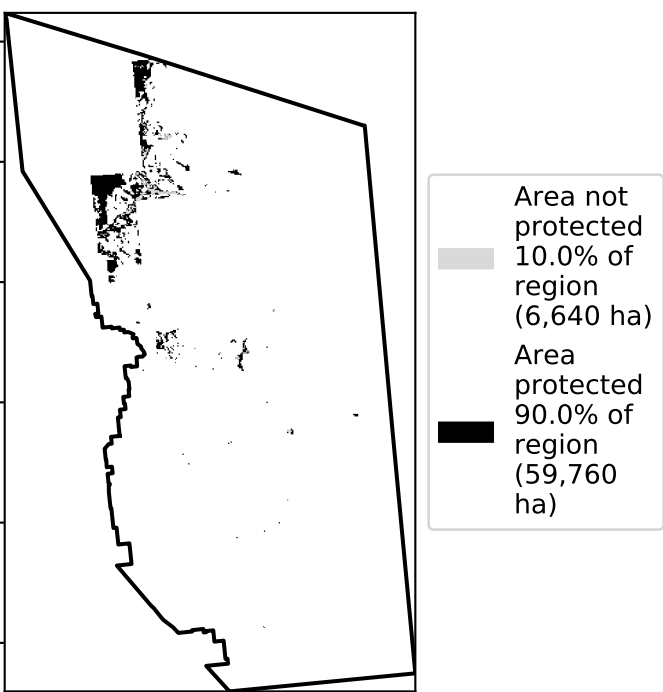 Area not
protected
10.0% of
region
(6,640 ha)
Area
protected
90.0% of
region
(59,760
ha)